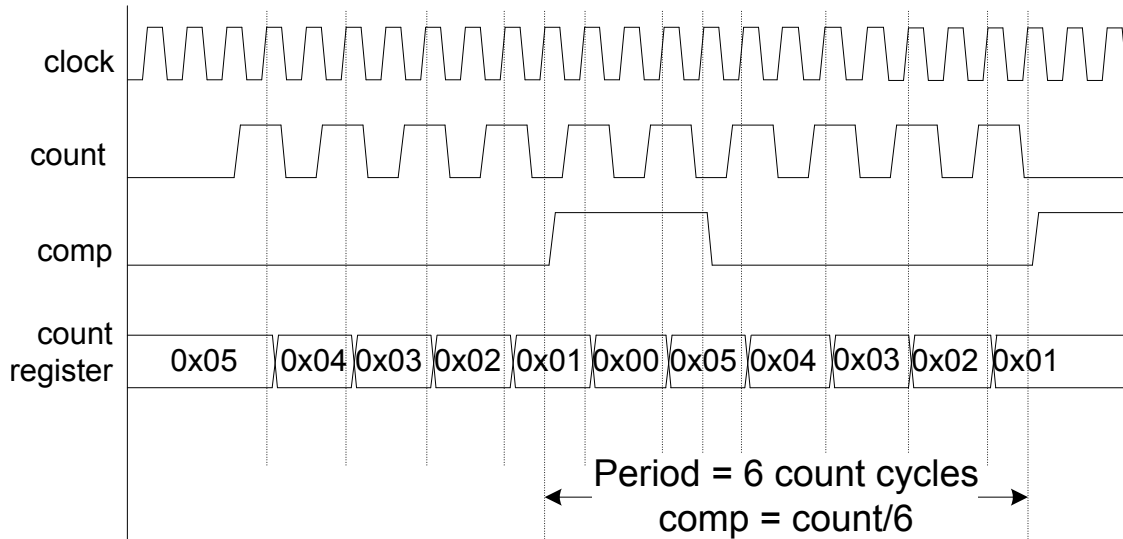 clock
count
comp
count
register
0x05 0x04 0x03 0x02 0x01 0x00 0x05 0x04 0x03 0x02 0x01
Period = 6 count cycles
comp = count/6